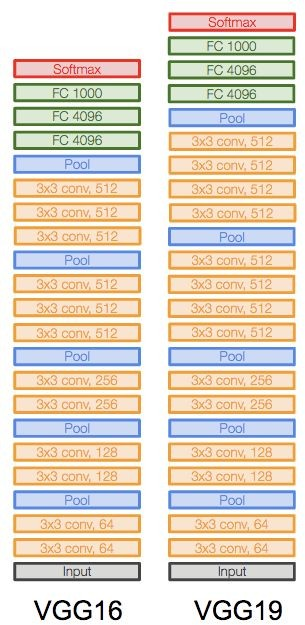 Softmax
FC 1000
FC 4096
FC 4096
Pool
3x3 conv, 512
3x3 conv, 512
3x3 conv, 512
Pool
3x3 conv, 512
3x3 conv, 512
3x3 conv, 512
Pool
3x3 conv, 256
3x3 conv, 256
Pool
3x3 conv, 128
3x3 conv, 128
Pool
3x3 conv, 64
3x3 conv, 64
Input
VGG16
Softmax
FC 1000
FC 4096
FC 4096
Pool
3x3 conv, 512
3x3 conv, 512
3x3 conv, 512
3x3 conv, 512
Pool
3x3 conv, 512
3x3 conv, 512
3x3 conv, 512
3x3 conv, 512
Pool
3x3 conv, 256
3x3 conv, 256
Pool
3x3 conv, 128
3x3 conv, 128
Pool
3x3 conv, 64
3x3 conv, 64
Input
VGG19